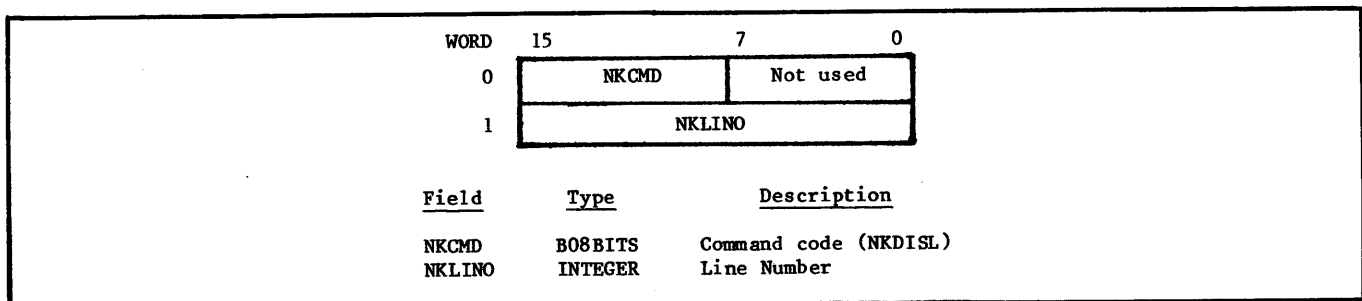 WORD 15 7 0
0 NKCMD Not used
1 NKLINO
Field Type Description
NKCMD B08BITS Command code (NKDISL)
NKLINO INTEGER Line Number